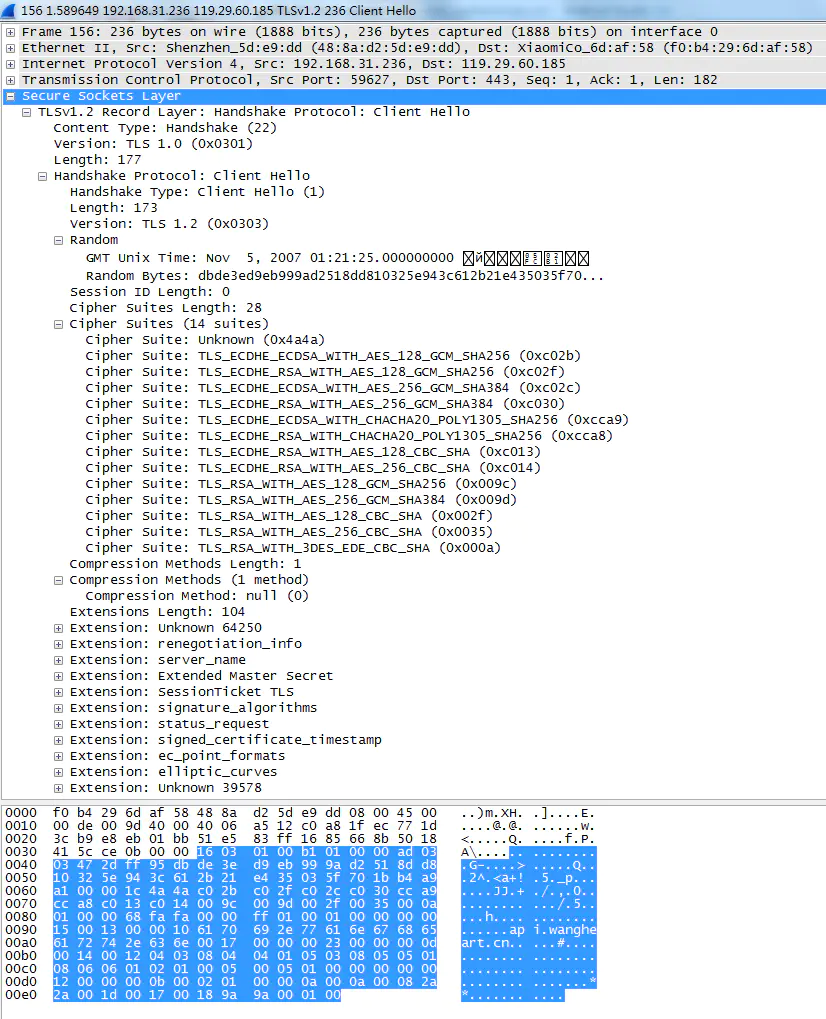 156 1.589649 192.168.31.236 119.29.60.185 TLSv1.2 236 Client Hello
Frame 156: 236 bytes on wire (1888 bits), 236 bytes captured (1888 bits) on interface 0
Ethernet II, Src: Shenzhen_5d:e9:dd (48:8a:d2:5d:e9:dd), Dst: XiaomiCo_6d:af:58 (f0:b4:29:6d:af:58)
Internet Protocol Version 4, Src: 192.168.31.236, Dst: 119.29.60.185
Transmission Control Protocol, Src Port: 59627, Dst Port: 443, Seq: 1, Ack: 1, Len: 182
Secure Sockets Layer
TLSv1.2 Record Layer: Handshake Protocol: Client Hello
Content Type: Handshake (22)
Version: TLS 1.0 (0x0301)
Length: 177
Handshake Protocol: Client Hello
Handshake Type: Client Hello (1)
Length: 173
Version: TLS 1.2 (0x0303)
Random
GMT Unix Time: Nov  5, 2007 01:21:25.000000000
Random Bytes: dbde3ed9eb999ad2518dd810325e943c612b21e435035f70...
Session ID Length: 0
Cipher Suites Length: 28
Cipher Suites (14 suites)
Cipher Suite: Unknown (0x4a4a)
Cipher Suite: TLS_ECDHE_ECDSA_WITH_AES_128_GCM_SHA256 (0xc02b)
Cipher Suite: TLS_ECDHE_RSA_WITH_AES_128_GCM_SHA256 (0xc02f)
Cipher Suite: TLS_ECDHE_ECDSA_WITH_AES_256_GCM_SHA384 (0xc02c)
Cipher Suite: TLS_ECDHE_RSA_WITH_AES_256_GCM_SHA384 (0xc030)
Cipher Suite: TLS_ECDHE_ECDSA_WITH_CHACHA20_POLY1305_SHA256 (0xcca9)
Cipher Suite: TLS_ECDHE_RSA_WITH_CHACHA20_POLY1305_SHA256 (0xcca8)
Cipher Suite: TLS_ECDHE_RSA_WITH_AES_128_CBC_SHA (0xc013)
Cipher Suite: TLS_ECDHE_RSA_WITH_AES_256_CBC_SHA (0xc014)
Cipher Suite: TLS_RSA_WITH_AES_128_GCM_SHA256 (0x009c)
Cipher Suite: TLS_RSA_WITH_AES_256_GCM_SHA384 (0x009d)
Cipher Suite: TLS_RSA_WITH_AES_128_CBC_SHA (0x002f)
Cipher Suite: TLS_RSA_WITH_AES_256_CBC_SHA (0x0035)
Cipher Suite: TLS_RSA_WITH_3DES_EDE_CBC_SHA (0x000a)
Compression Methods Length: 1
Compression Methods (1 method)
Compression Method: null (0)
Extensions Length: 104
Extension: Unknown 64250
Extension: renegotiation_info
Extension: server_name
Extension: Extended Master Secret
Extension: SessionTicket TLS
Extension: signature_algorithms
Extension: status_request
Extension: signed_certificate_timestamp
Extension: ec_point_formats
Extension: elliptic_curves
Extension: Unknown 39578
0000 f0 b4 29 6d af 58 48 8a d2 5d e9 dd 08 00 45 00 ..)m.XH. .]....E.
0010 00 de 00 9d 40 00 40 06 a5 12 c0 a8 1f ec 77 1d ....@.@. ......w.
0020 3c b9 e8 eb 01 bb 51 e5 83 ff 16 85 66 8b 50 18 <.....Q. ....f.P.
0030 41 5c ce 0b 00 00 16 03 01 00 b1 01 00 00 ad 03 A\...... ........
0040 03 47 2d ff 95 db de 3e d9 eb 99 9a d2 51 8d d8 .G-....> .....Q..
0050 10 32 5e 94 3c 61 2b 21 e4 35 03 5f 70 1b b4 a9 .2^.<a+! .5._p...
0060 a1 00 00 1c 4a 4a c0 2b c0 2f c0 2c c0 30 cc a9 ....JJ.+ ./.,.0..
0070 cc a8 c0 13 c0 14 00 9c 00 9d 00 2f 00 35 00 0a ........ .../.5..
0080 01 00 00 68 fa fa 00 00 ff 01 00 01 00 00 00 00 ...h.... ........
0090 15 00 13 00 00 10 61 70 69 2e 77 61 6e 67 68 65 ......ap i.wanghe
00a0 61 72 74 2e 63 6e 00 17 00 00 00 23 00 00 00 0d art.cn.. ...#....
00b0 00 14 00 12 04 03 08 04 04 01 05 03 08 05 05 01 ........ ........
00c0 08 06 06 01 02 01 00 05 00 05 01 00 00 00 00 00 ........ ........
00d0 12 00 00 00 0b 00 02 01 00 00 0a 00 0a 00 08 2a ........ .......*
00e0 2a 00 1d 00 17 00 18 9a 9a 00 01 00 *....... ....